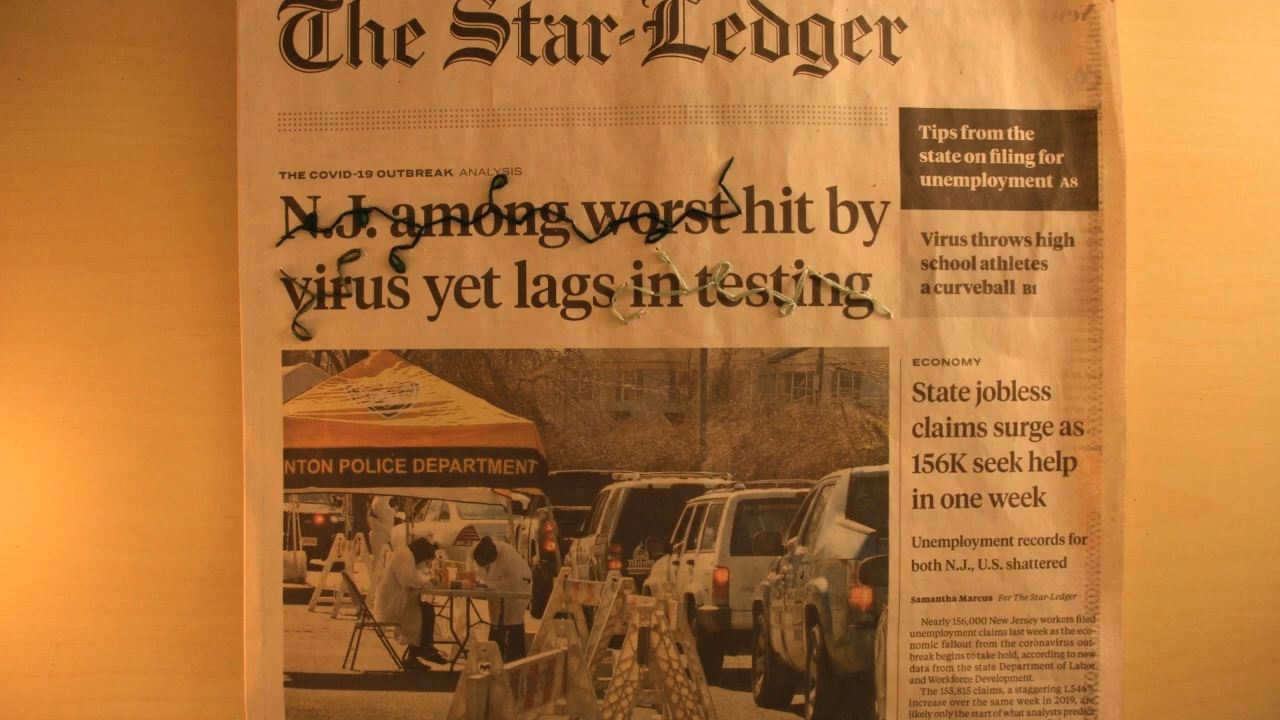 The Star-Ledger
THE COVID-19 OUTBREAK ANALYSIS
N.J. among worst hit by
virus yet lags in testing
NTON POLICE DEPARTMENT
Tips from the
state on filing for
unemployment A8
Virus throws high
school athletes
a curveball B1
ECONOMY
State jobless
claims surge as
156K seek help
in one week
Unemployment records for
both N.J., U.S. shattered
Samantha Marcus For The Star-Ledger
Nearly 156,000 New Jersey workers filed
unemployment claims last week as the eco-
nomic fallout from the coronavirus out-
break begins to take hold, according to new
data from the state Department of Labor
and Workforce Development.
The 155,815 claims, a staggering 1,546%
increase over the same week in 2019, are
likely only the start of what analysts predict